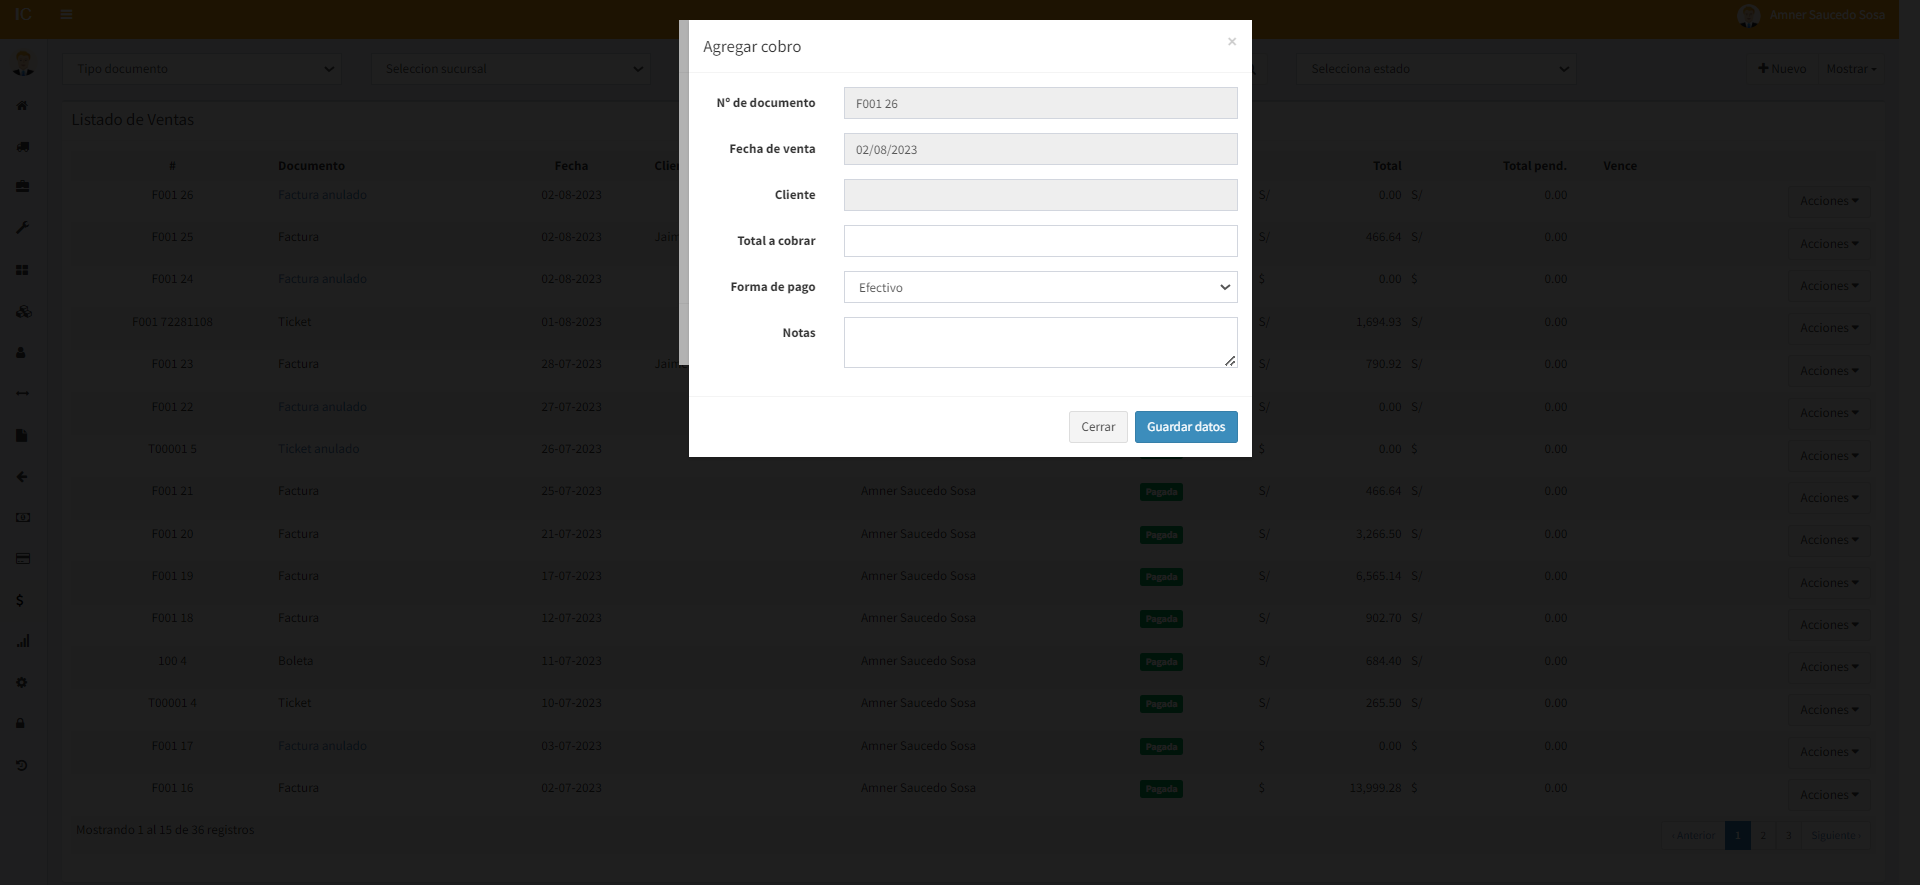 IC
Amner Saucedo Sosa
Tipo documento
Seleccion sucursal
Selecciona estado
Nuevo
Mostrar
Agregar cobro
×
N° de documento
F001 26
Fecha de venta
02/08/2023
Cliente
Total a cobrar
Forma de pago
Efectivo
Notas
Cerrar
Guardar datos
Listado de Ventas
# Documento Fecha Total Total pend. Vence
F001 26 Factura anulado 02-08-2023 S/ 0.00 S/ 0.00 Acciones
F001 25 Factura 02-08-2023 S/ 466.64 S/ 0.00 Acciones
F001 24 Factura anulado 02-08-2023 $ 0.00 $ 0.00 Acciones
F001 72281108 Ticket 01-08-2023 S/ 1,694.93 S/ 0.00 Acciones
F001 23 Factura 28-07-2023 S/ 790.92 S/ 0.00 Acciones
F001 22 Factura anulado 27-07-2023 S/ 0.00 S/ 0.00 Acciones
T00001 5 Ticket anulado 26-07-2023 $ 0.00 $ 0.00 Acciones
F001 21 Factura 25-07-2023 Amner Saucedo Sosa Pagada S/ 466.64 S/ 0.00 Acciones
F001 20 Factura 21-07-2023 Amner Saucedo Sosa Pagada S/ 3,266.50 S/ 0.00 Acciones
F001 19 Factura 17-07-2023 Amner Saucedo Sosa Pagada S/ 6,565.14 S/ 0.00 Acciones
F001 18 Factura 12-07-2023 Amner Saucedo Sosa Pagada S/ 902.70 S/ 0.00 Acciones
100 4 Boleta 11-07-2023 Amner Saucedo Sosa Pagada S/ 684.40 S/ 0.00 Acciones
T00001 4 Ticket 10-07-2023 Amner Saucedo Sosa Pagada S/ 265.50 S/ 0.00 Acciones
F001 17 Factura anulado 03-07-2023 Amner Saucedo Sosa Pagada $ 0.00 $ 0.00 Acciones
F001 16 Factura 02-07-2023 Amner Saucedo Sosa Pagada $ 13,999.28 $ 0.00 Acciones
Mostrando 1 al 15 de 36 registros
‹ Anterior 1 2 3 Siguiente ›